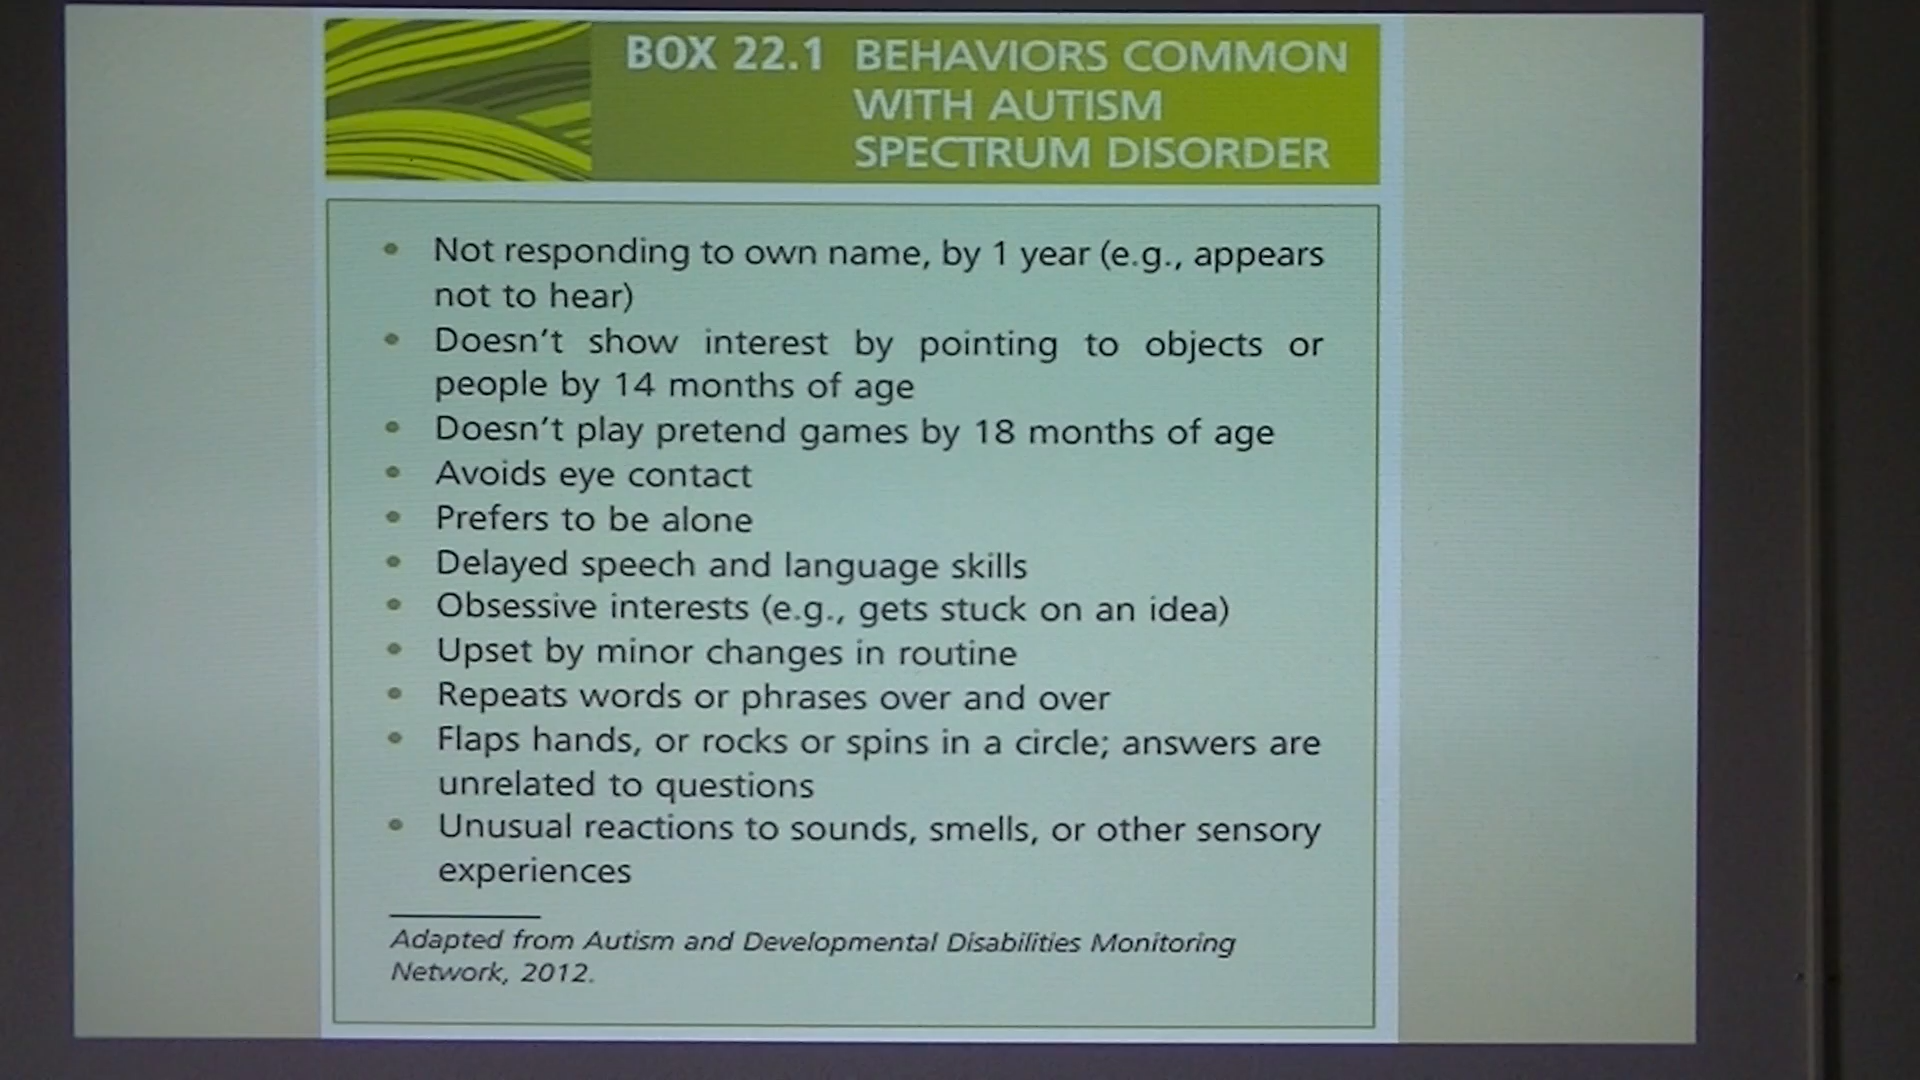 BOX 22.1 BEHAVIORS COMMON
WITH AUTISM
SPECTRUM DISORDER
• Not responding to own name, by 1 year (e.g., appears
not to hear)
• Doesn't show interest by pointing to objects or
people by 14 months of age
• Doesn't play pretend games by 18 months of age
• Avoids eye contact
• Prefers to be alone
• Delayed speech and language skills
• Obsessive interests (e.g., gets stuck on an idea)
• Upset by minor changes in routine
• Repeats words or phrases over and over
• Flaps hands, or rocks or spins in a circle; answers are
unrelated to questions
• Unusual reactions to sounds, smells, or other sensory
experiences
Adapted from Autism and Developmental Disabilities Monitoring
Network, 2012.